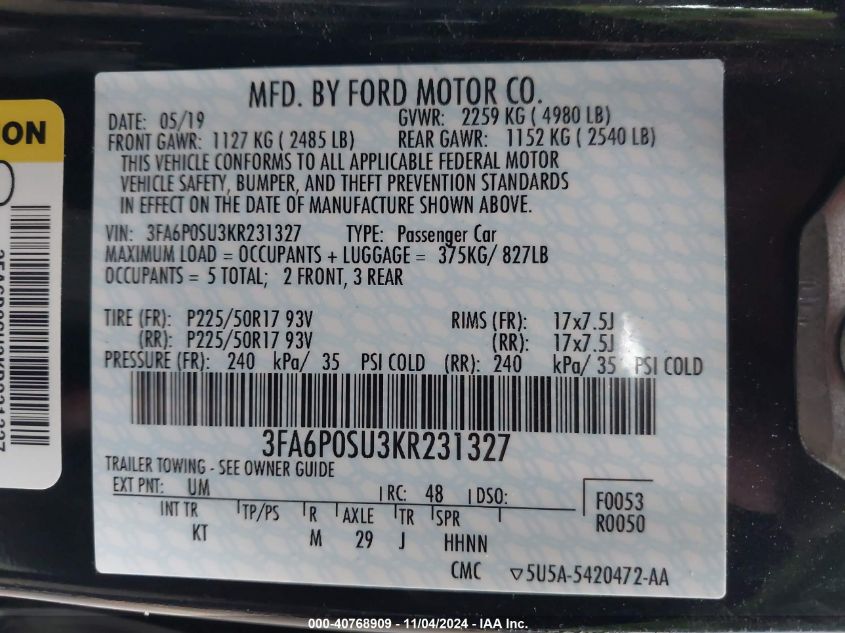 MFD. BY FORD MOTOR CO.
DATE: 05/19 GVWR: 2259 KG ( 4980 LB)
FRONT GAWR: 1127 KG ( 2485 LB) REAR GAWR: 1152 KG ( 2540 LB)
THIS VEHICLE CONFORMS TO ALL APPLICABLE FEDERAL MOTOR
VEHICLE SAFETY, BUMPER, AND THEFT PREVENTION STANDARDS
IN EFFECT ON THE DATE OF MANUFACTURE SHOWN ABOVE.
VIN: 3FA6P0SU3KR231327 TYPE: Passenger Car
MAXIMUM LOAD = OCCUPANTS + LUGGAGE = 375KG/ 827LB
OCCUPANTS = 5 TOTAL; 2 FRONT, 3 REAR
TIRE (FR): P225/50R17 93V RIMS (FR): 17x7.5J
(RR): P225/50R17 93V (RR): 17x7.5J
PRESSURE (FR): 240 kPa/ 35 PSI COLD (RR): 240 kPa/ 35 PSI COLD
3FA6P0SU3KR231327
TRAILER TOWING - SEE OWNER GUIDE
EXT PNT: UM RC: 48 DSO:
INT TR TP/PS R AXLE TR SPR
KT M 29 J HHNN
F0053
R0050
CMC ▽5U5A-5420472-AA
ON
3FA6P0SU3KR231327
000-40768909 - 11/04/2024 - IAA Inc.